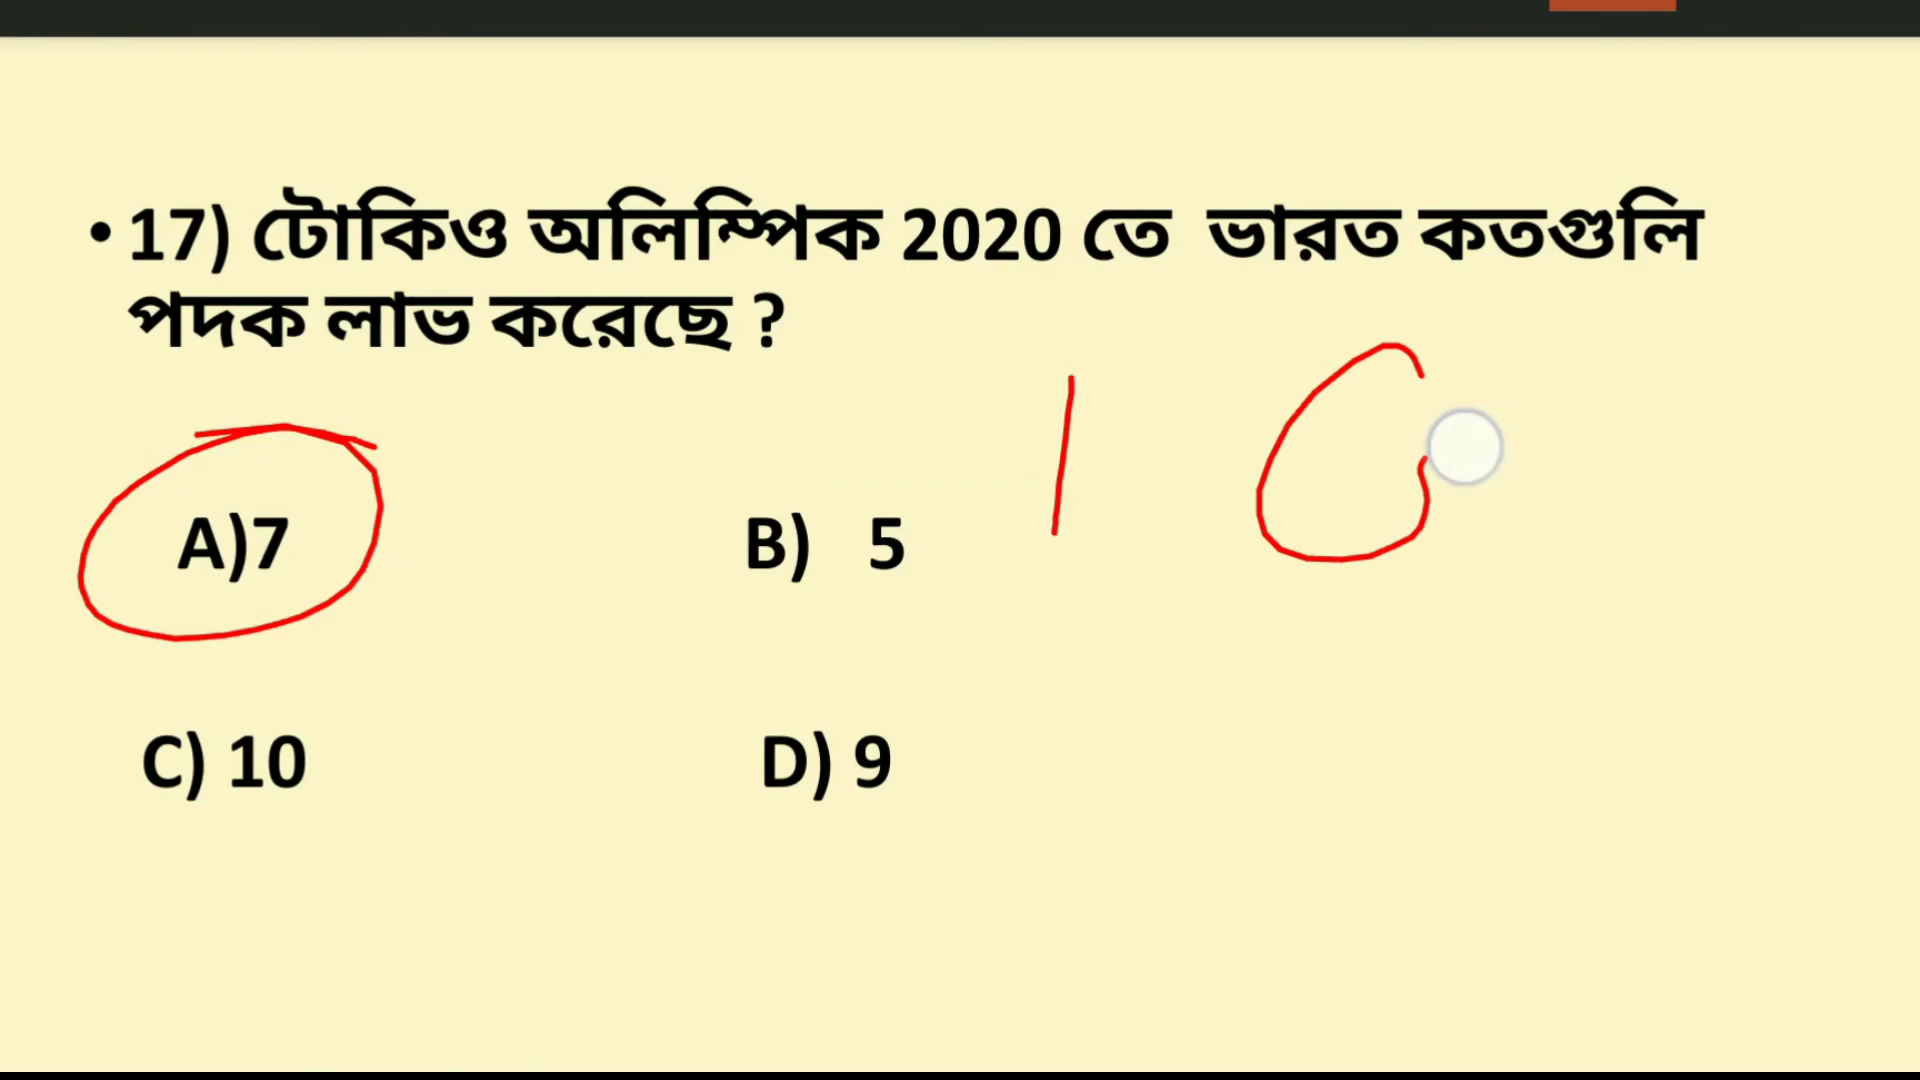 • 17) টোকিও অলিম্পিক 2020 তে ভারত কতগুলি
পদক লাভ করেছে ?
A)7 B) 5
C) 10 D) 9